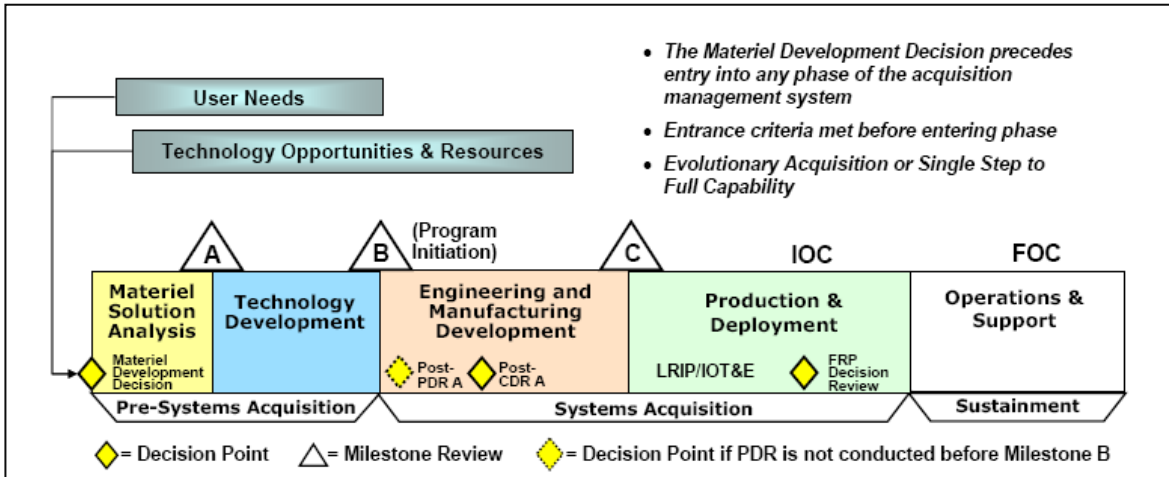 • The Materiel Development Decision precedes
entry into any phase of the acquisition
management system
• Entrance criteria met before entering phase
• Evolutionary Acquisition or Single Step to
Full Capability
User Needs
Technology Opportunities & Resources
A
B
(Program
Initiation)
C
IOC
FOC
Materiel
Solution
Analysis
Materiel
Development
Decision
Technology
Development
Engineering and
Manufacturing
Development
Post-
PDR A
Post-
CDR A
Production &
Deployment
LRIP/IOT&E
FRP
Decision
Review
Operations &
Support
Pre-Systems Acquisition
Systems Acquisition
Sustainment
= Decision Point
= Milestone Review
= Decision Point if PDR is not conducted before Milestone B